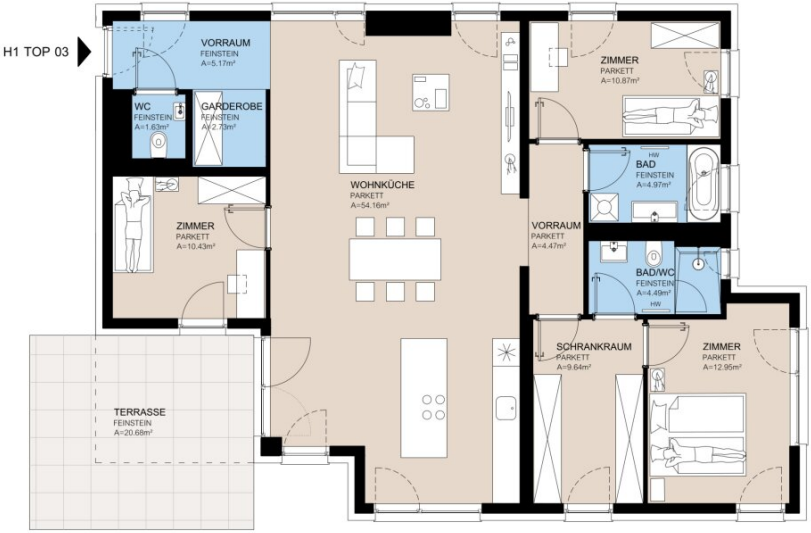 H1 TOP 03
VORRAUM
FEINSTEIN
A=5.17m²
WC
FEINSTEIN
A=1.63m²
GARDEROBE
FEINSTEIN
A=2.73m²
ZIMMER
PARKETT
A=10.43m²
WOHNKÜCHE
PARKETT
A=54.16m²
ZIMMER
PARKETT
A=10.87m²
HW
BAD
FEINSTEIN
A=4.97m²
VORRAUM
PARKETT
A=4.47m²
BAD/WC
FEINSTEIN
A=4.49m²
HW
SCHRANKRAUM
PARKETT
A=9.64m²
ZIMMER
PARKETT
A=12.95m²
TERRASSE
FEINSTEIN
A=20.68m²